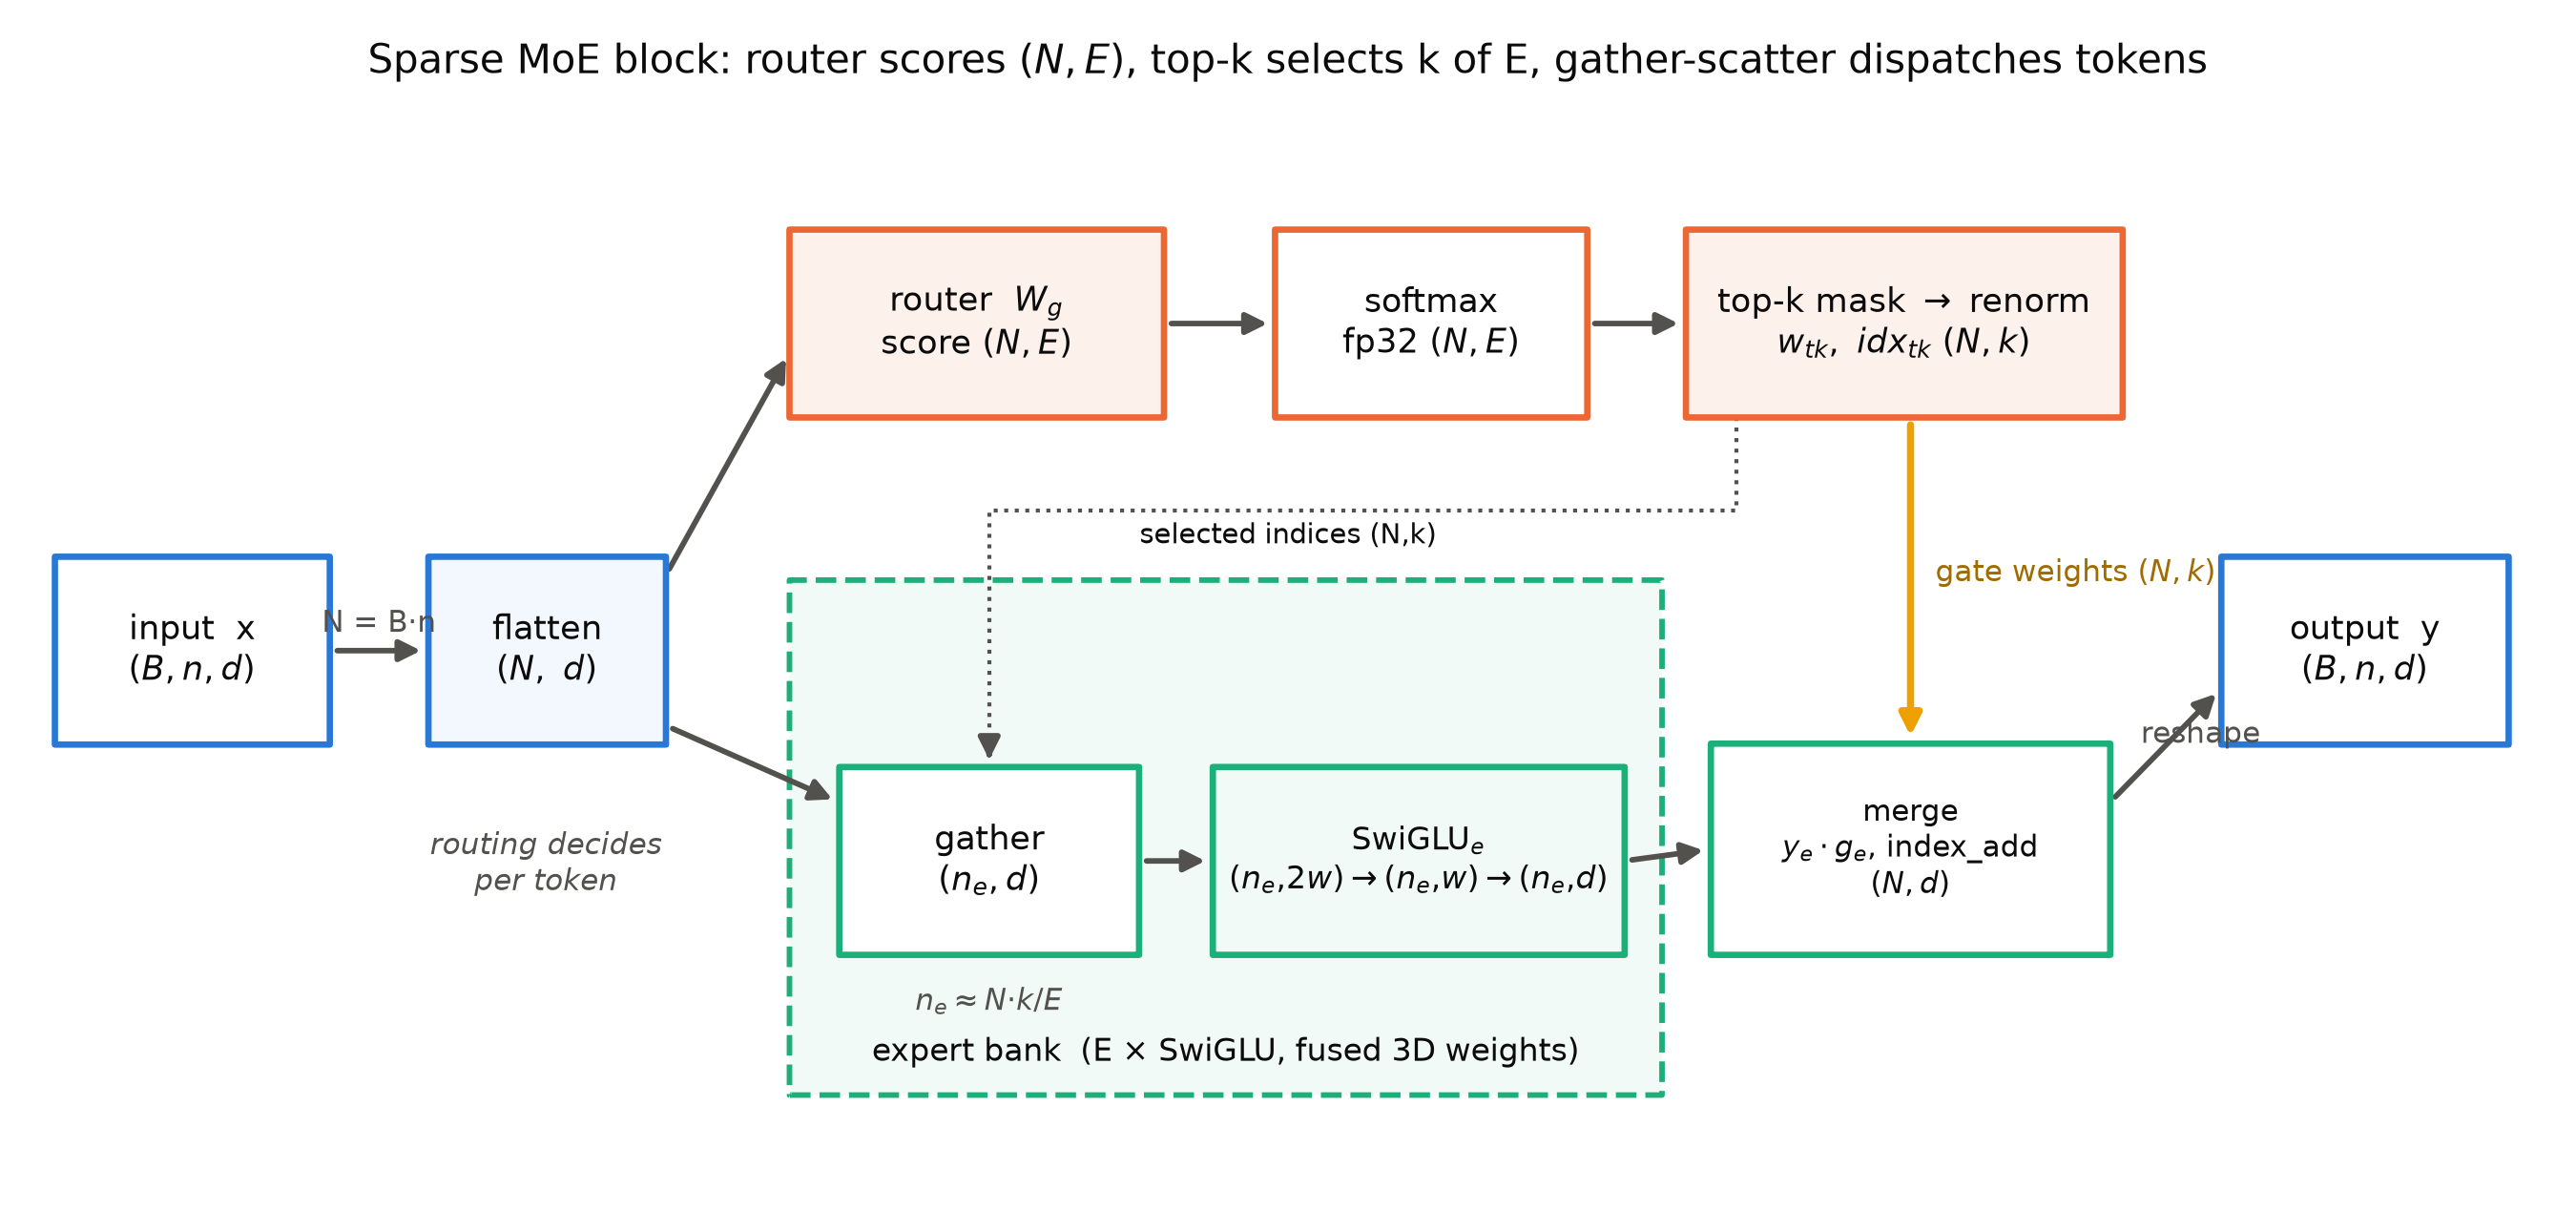 Sparse MoE block: router scores (N, E), top-k selects k of E, gather-scatter dispatches tokens
router W_g
score (N, E)
softmax
fp32 (N, E)
top-k mask → renorm
w_tk, idx_tk (N, k)
selected indices (N,k)
gate weights (N, k)
input x
(B, n, d)
N = B·n
flatten
(N, d)
output y
(B, n, d)
reshape
routing decides
per token
gather
(n_e, d)
SwiGLU_e
(n_e,2w)→(n_e,w)→(n_e,d)
merge
y_e · g_e, index_add
(N, d)
n_e ≈ N·k/E
expert bank (E × SwiGLU, fused 3D weights)